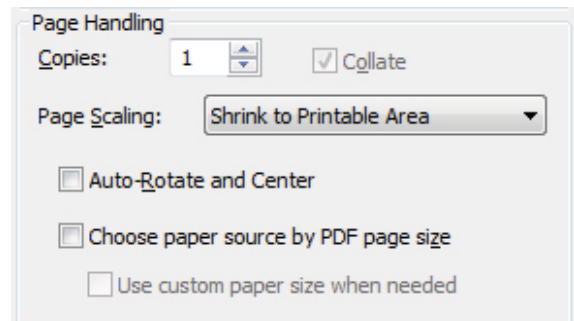 Page Handling
Copies: 1 Collate
Page Scaling: Shrink to Printable Area
Auto-Rotate and Center
Choose paper source by PDF page size
Use custom paper size when needed